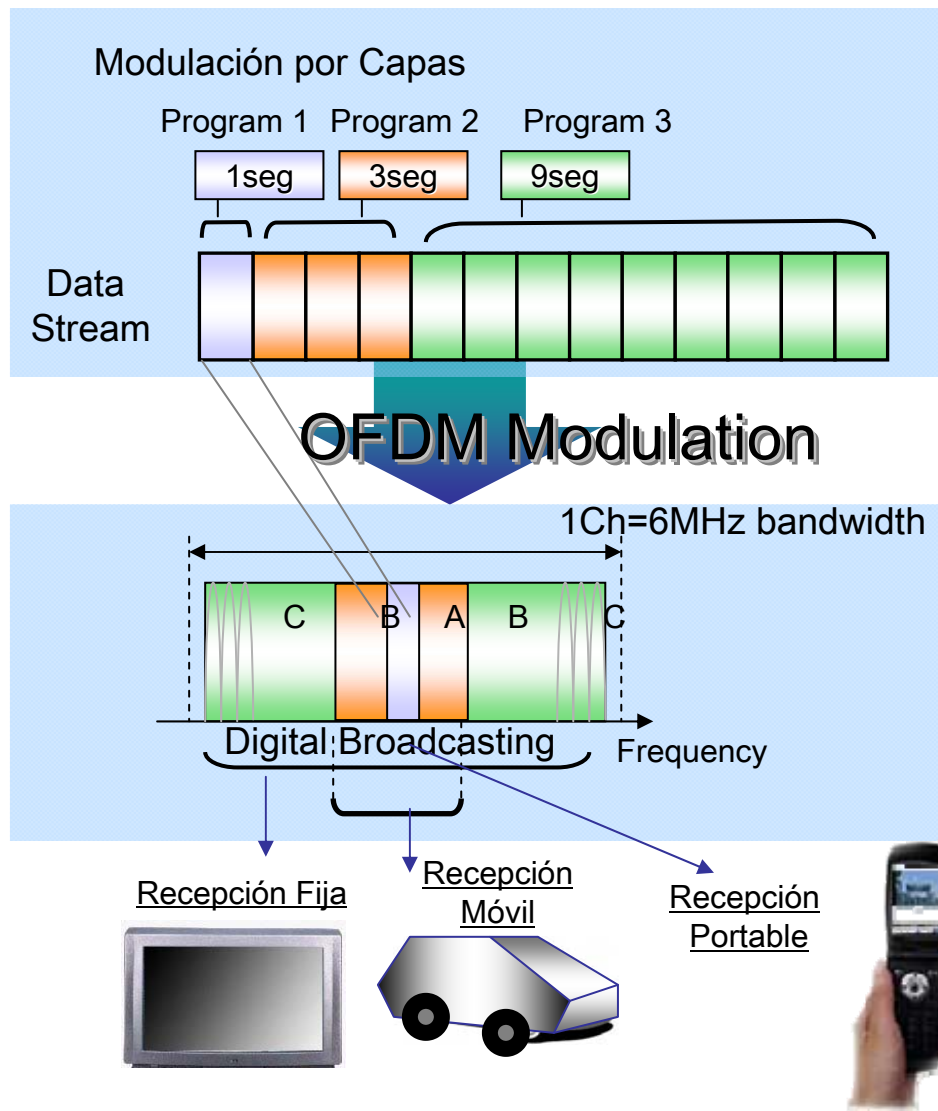 Modulación por Capas
Program 1 Program 2 Program 3
1seg 3seg 9seg
Data
Stream
OFDM Modulation
1Ch=6MHz bandwidth
C B A B C
Digital Broadcasting
Frequency
Recepción Fija
Recepción
Móvil
Recepción
Portable